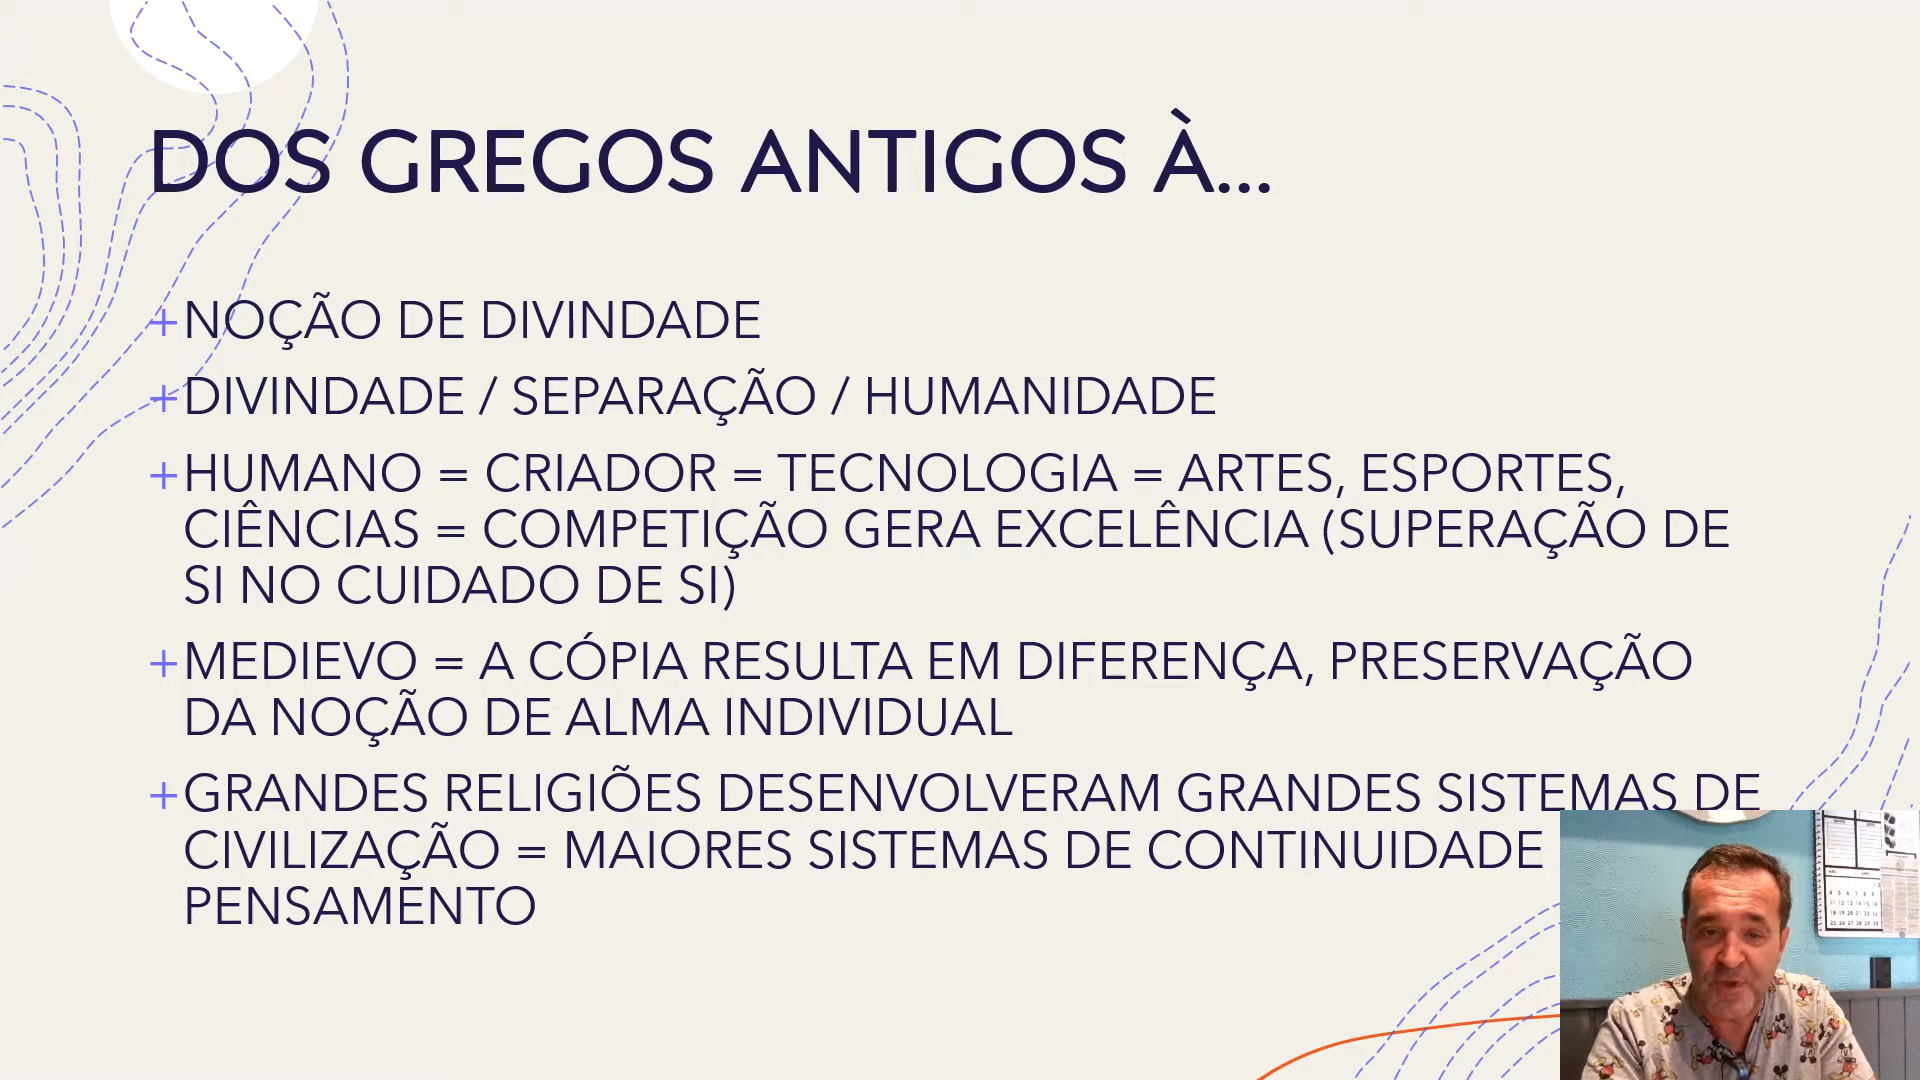 DOS GREGOS ANTIGOS À...
+NOÇÃO DE DIVINDADE
+DIVINDADE / SEPARAÇÃO / HUMANIDADE
+HUMANO = CRIADOR = TECNOLOGIA = ARTES, ESPORTES,
CIÊNCIAS = COMPETIÇÃO GERA EXCELÊNCIA (SUPERAÇÃO DE
SI NO CUIDADO DE SI)
+MEDIEVO = A CÓPIA RESULTA EM DIFERENÇA, PRESERVAÇÃO
DA NOÇÃO DE ALMA INDIVIDUAL
+GRANDES RELIGIÕES DESENVOLVERAM GRANDES SISTEMAS DE
CIVILIZAÇÃO = MAIORES SISTEMAS DE CONTINUIDADE
PENSAMENTO